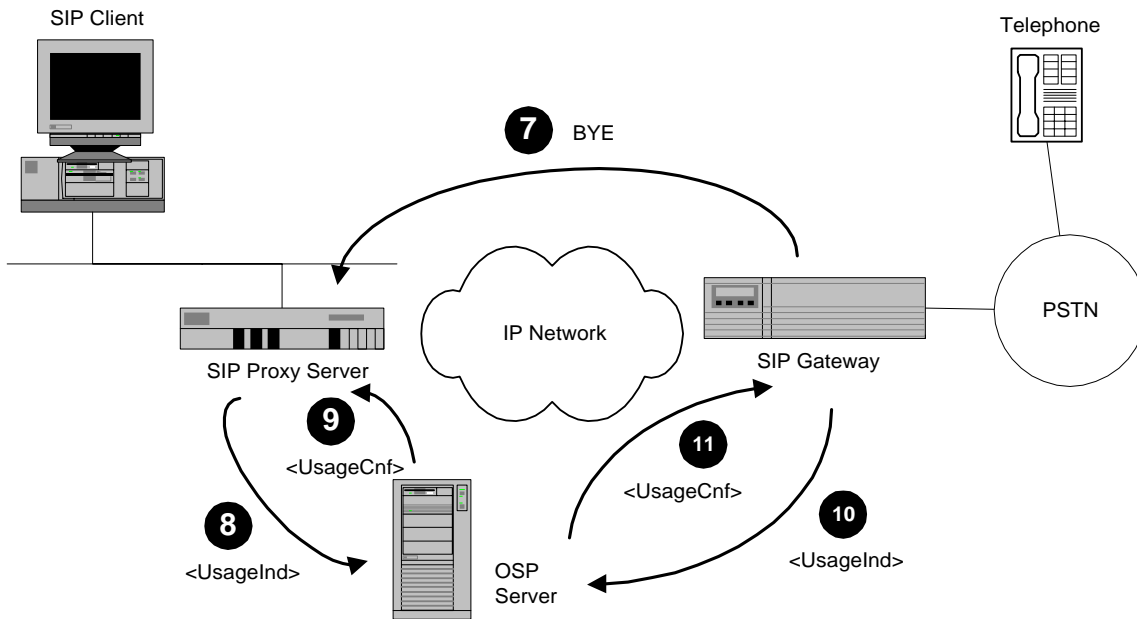 SIP Client
Telephone
7
BYE
IP Network
PSTN
SIP Proxy Server
SIP Gateway
9
<UsageCnf>
11
<UsageCnf>
8
<UsageInd>
10
<UsageInd>
OSP
Server